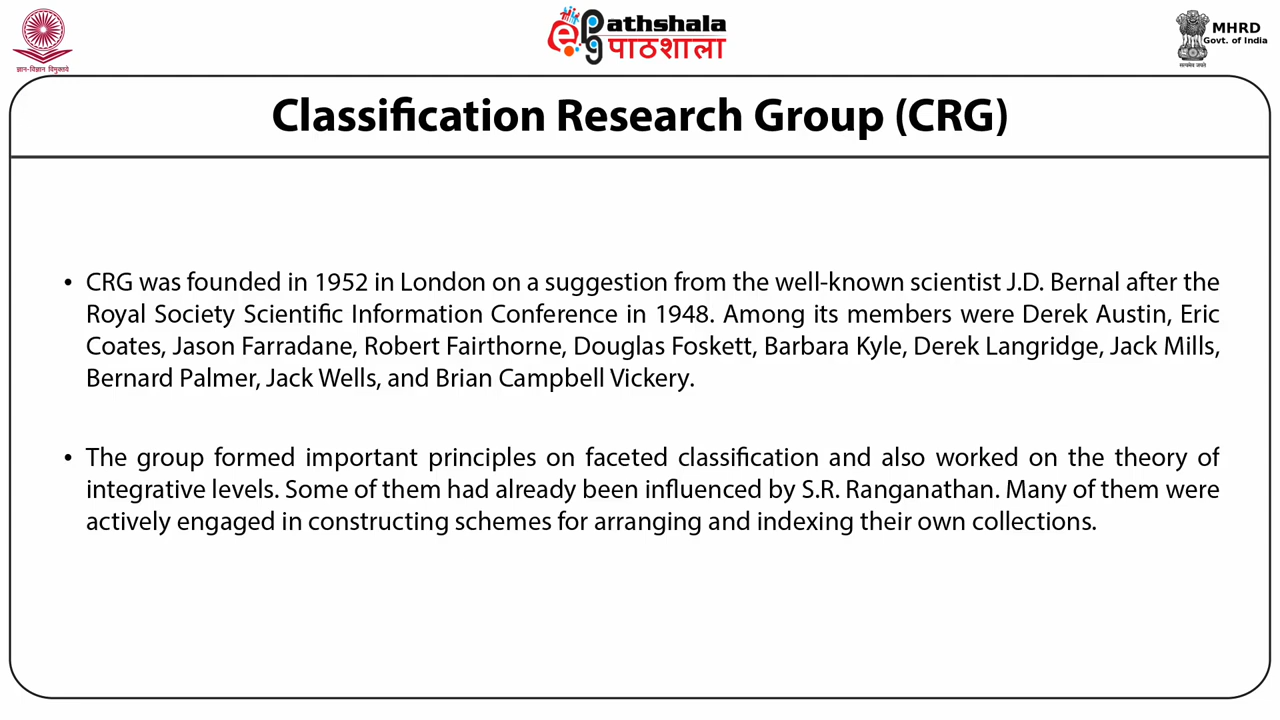 ज्ञान-विज्ञान विमुक्तये
ePG Pathshala
पाठशाला
सत्यमेव जयते
MHRD
Govt. of India
Classification Research Group (CRG)
• CRG was founded in 1952 in London on a suggestion from the well-known scientist J.D. Bernal after the
Royal Society Scientific Information Conference in 1948. Among its members were Derek Austin, Eric
Coates, Jason Farradane, Robert Fairthorne, Douglas Foskett, Barbara Kyle, Derek Langridge, Jack Mills,
Bernard Palmer, Jack Wells, and Brian Campbell Vickery.
• The group formed important principles on faceted classification and also worked on the theory of
integrative levels. Some of them had already been influenced by S.R. Ranganathan. Many of them were
actively engaged in constructing schemes for arranging and indexing their own collections.